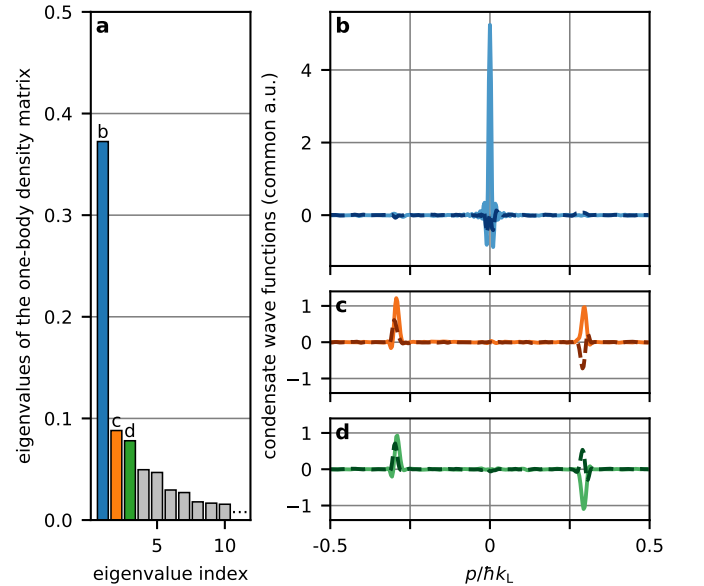 a
eigenvalues of the one-body density matrix
0.5
0.4
0.3
0.2
0.1
0.0
b
c
d
...
5
10
eigenvalue index
condensate wave functions (common a.u.)
b
4
2
0
c
1
0
−1
d
1
0
−1
-0.5
0
0.5
p/ħk_L